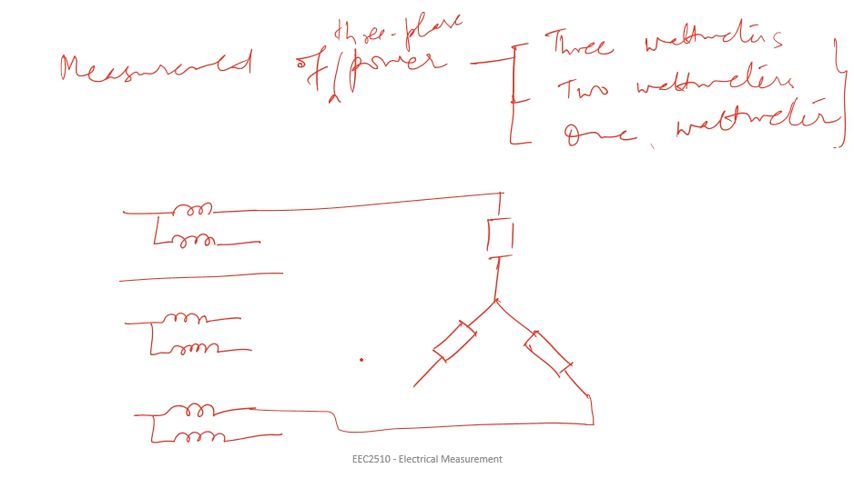 Measurement of three-phase power
Three wattmeters
Two wattmeters
One wattmeter
EEC2510 - Electrical Measurement